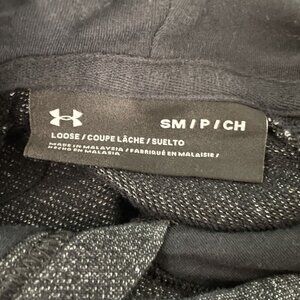 SM / P / CH
LOOSE / COUPE LÂCHE / SUELTO
MADE IN MALAYSIA / FABRIQUÉ EN MALAISIE /
HECHO EN MALASIA